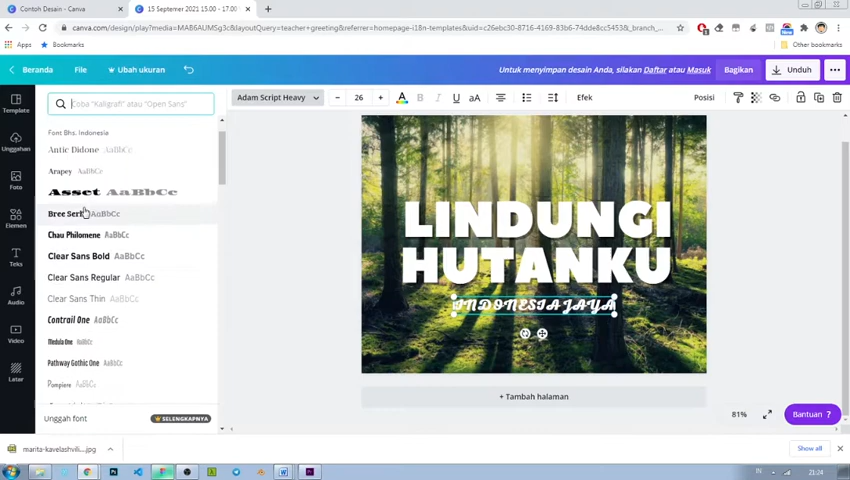 Contoh Desain - Canva
15 September 2021 15.00 - 17.00
canva.com/design/play?media=MAB6AUMSg3c&layoutQuery=teacher+greeting&referrer=homepage-i18n-templates&uid=c26ebc30-8716-4169-83b6-74dde8cc5453&_branch_...
Apps
Bookmarks
Other bookmarks
Beranda
File
Ubah ukuran
Untuk menyimpan desain Anda, silakan Daftar atau Masuk
Bagikan
Unduh
Template
Unggahan
Foto
Elemen
Teks
Audio
Video
Latar
Coba "Kaligrafi" atau "Open Sans"
Adam Script Heavy
26
A
B
I
U
aA
Efek
Posisi
Font Bhs. Indonesia
Antic Didone AaBbCc
Arapey AaBbCc
Asset AaBbCc
Bree Serif AaBbCc
Chau Philomene AaBbCc
Clear Sans Bold AaBbCc
Clear Sans Regular AaBbCc
Clear Sans Thin AaBbCc
Contrail One AaBbCc
Medula One AaBbCc
Pathway Gothic One AaBbCc
Pompiere AaBbCc
Unggah font
SELENGKAPNYA
LINDUNGI
HUTANKU
INDONESIA JAYA
+ Tambah halaman
81%
Bantuan ?
marita-kavelashvili....jpg
Show all
IN
21:24